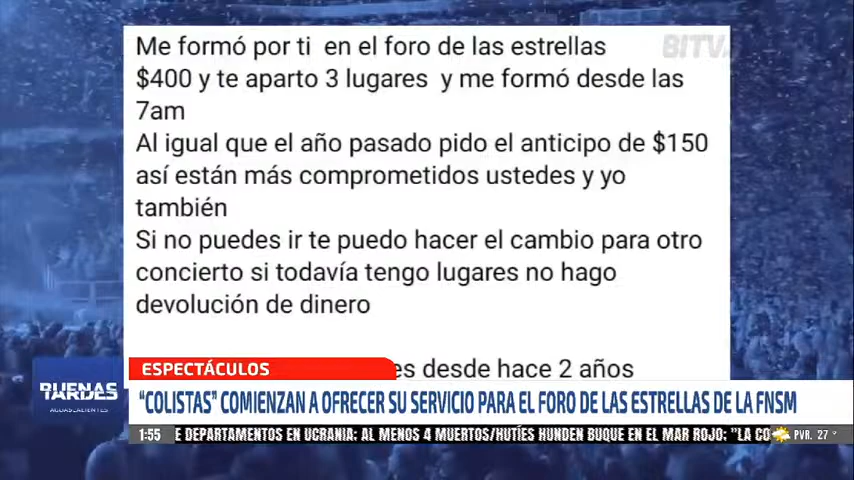 Me formó por ti en el foro de las estrellas
$400 y te aparto 3 lugares y me formó desde las
7am
Al igual que el año pasado pido el anticipo de $150
así están más comprometidos ustedes y yo
también
Si no puedes ir te puedo hacer el cambio para otro
concierto si todavía tengo lugares no hago
devolución de dinero
es desde hace 2 años
ESPECTÁCULOS
BUENAS
TARDES
AGUASCALIENTES
“COLISTAS” COMIENZAN A OFRECER SU SERVICIO PARA EL FORO DE LAS ESTRELLAS DE LA FNSM
1:55
E DEPARTAMENTOS EN UCRANIA: AL MENOS 4 MUERTOS/HUTÍES HUNDEN BUQUE EN EL MAR ROJO: "LA CO
PVR. 27 °